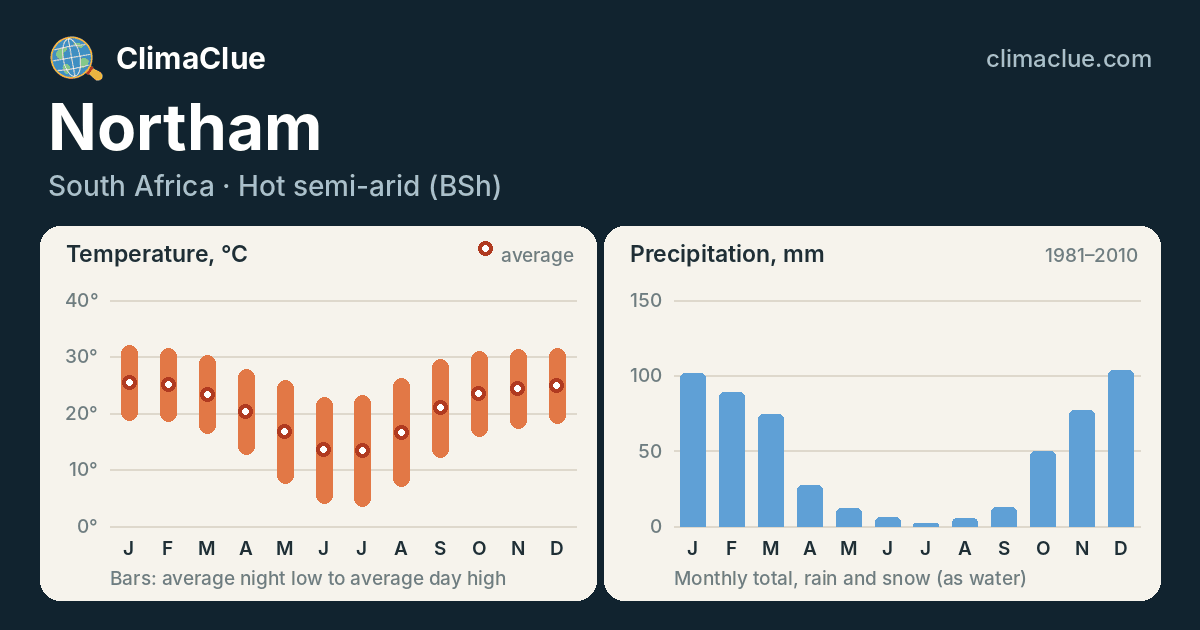 ClimaClue
climaclue.com
Northam
South Africa · Hot semi-arid (BSh)
Temperature, °C
average
40°
30°
20°
10°
0°
J F M A M J J A S O N D
Bars: average night low to average day high
Precipitation, mm
1981–2010
150
100
50
0
J F M A M J J A S O N D
Monthly total, rain and snow (as water)